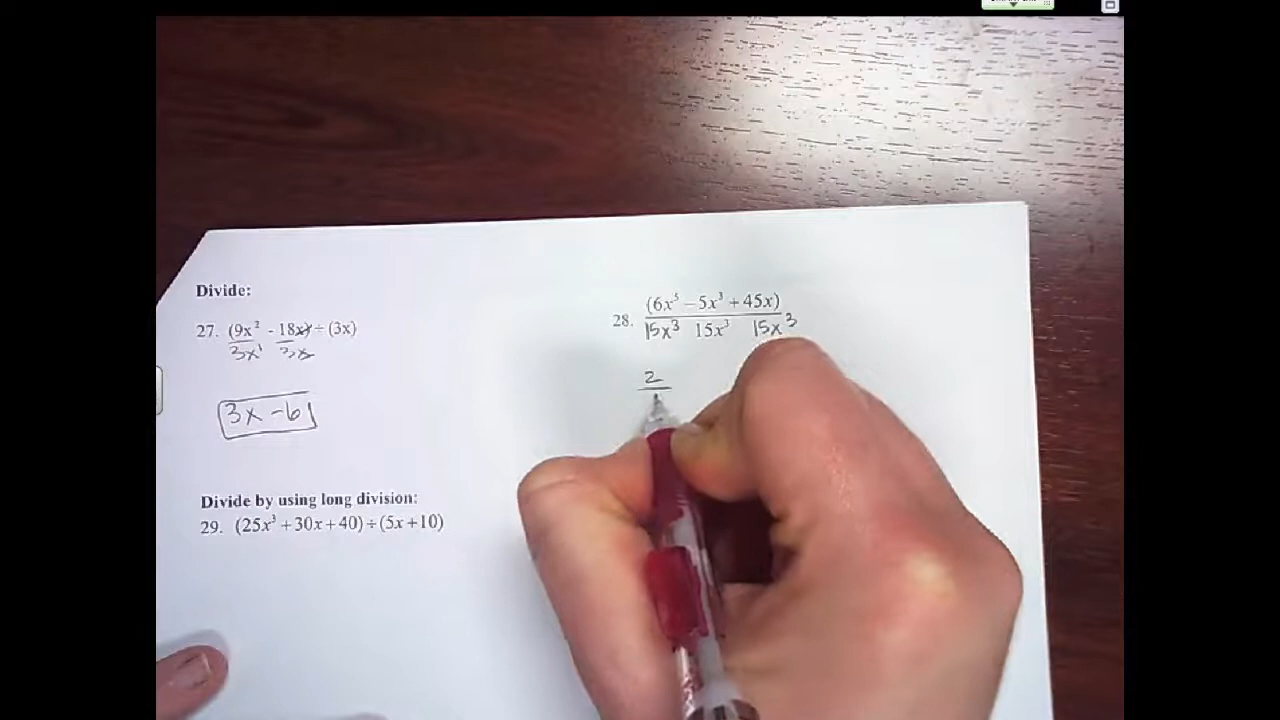 Divide:
27. (9x² - 18x) ÷ (3x)
3x¹ 3x
3x - 6
28. (6x⁵ - 5x³ + 45x)
15x³ 15x³ 15x³
2
Divide by using long division:
29. (25x³ + 30x + 40) ÷ (5x + 10)